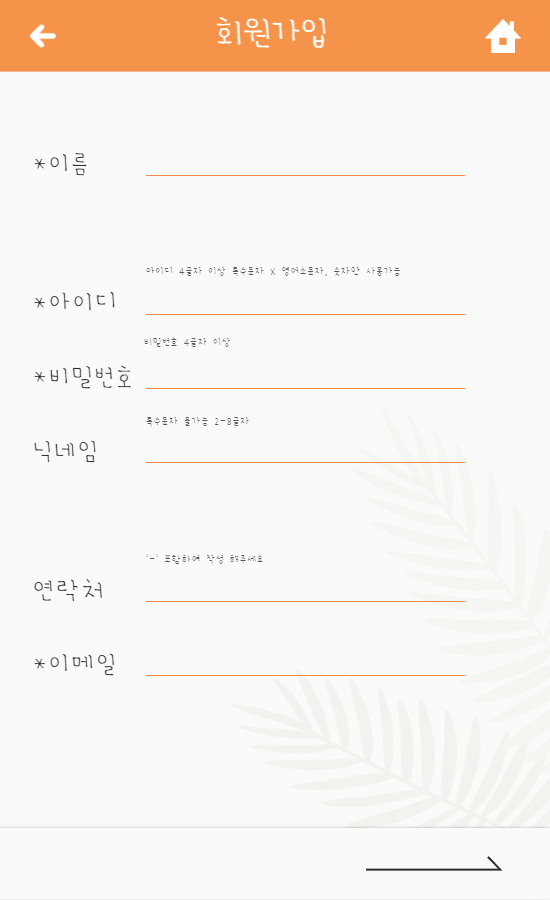 회원가입
*이름
아이디 4글자 이상 특수문자 x 영어소문자, 숫자만 사용가능
*아이디
비밀번호 4글자 이상
*비밀번호
특수문자 불가능 2-8글자
닉네임
'-' 포함하여 작성 해주세요
연락처
*이메일